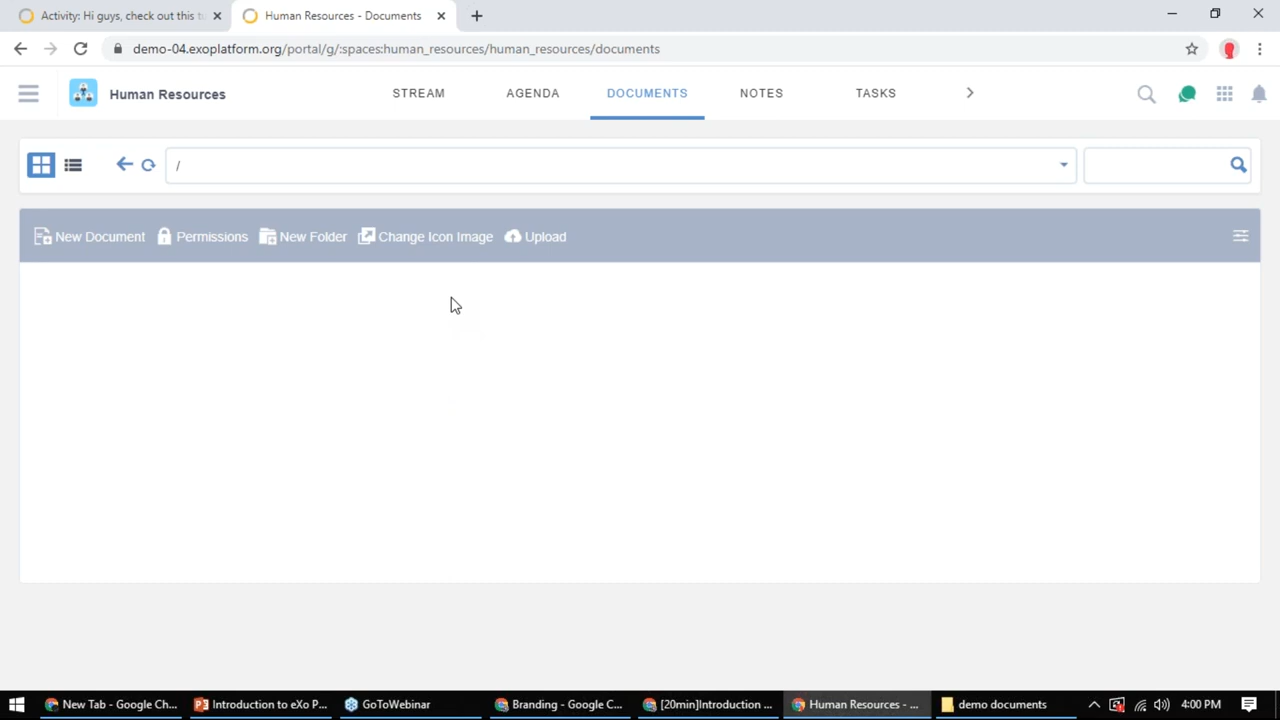 Activity: Hi guys, check out this t
Human Resources - Documents
demo-04.exoplatform.org/portal/g/:spaces:human_resources/human_resources/documents
Human Resources
STREAM
AGENDA
DOCUMENTS
NOTES
TASKS
/
New Document
Permissions
New Folder
Change Icon Image
Upload
New Tab - Google Ch...
Introduction to eXo P...
GoToWebinar
Branding - Google C...
[20min]Introduction ...
Human Resources - ...
demo documents
4:00 PM